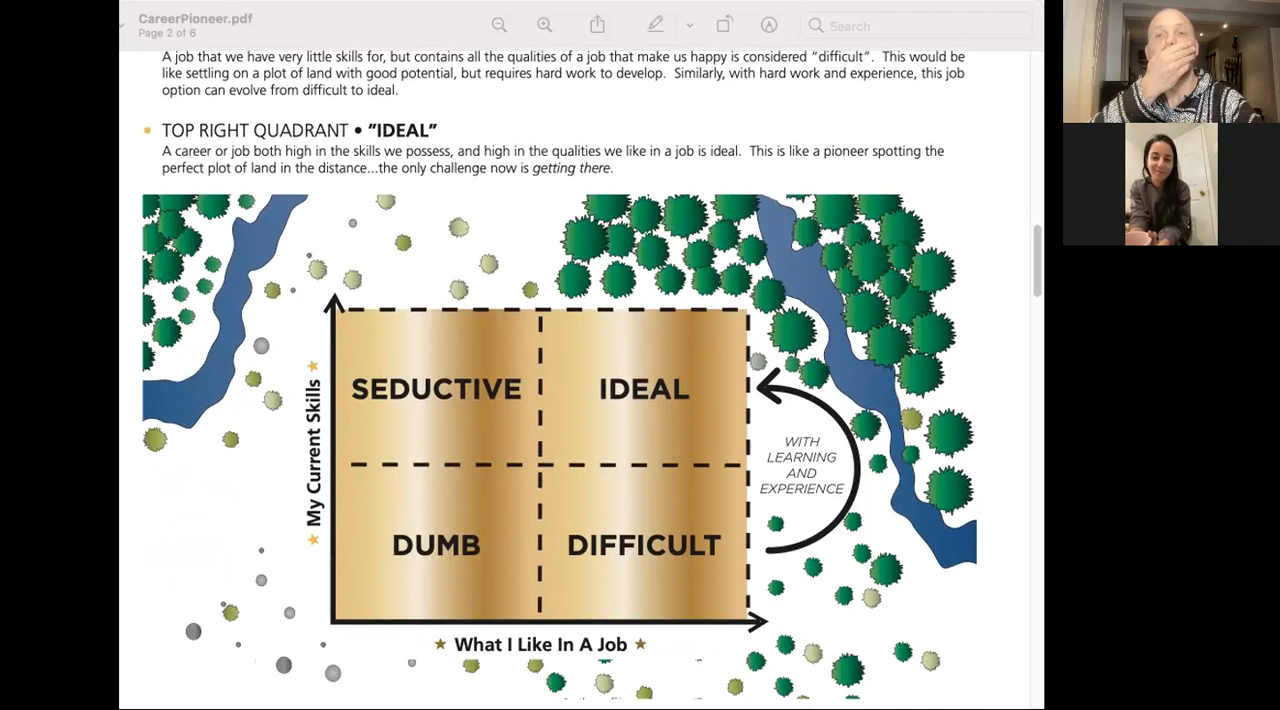 CareerPioneer.pdf
Page 2 of 6
Search
A job that we have very little skills for, but contains all the qualities of a job that make us happy is considered “difficult”. This would be
like settling on a plot of land with good potential, but requires hard work to develop. Similarly, with hard work and experience, this job
option can evolve from difficult to ideal.
• TOP RIGHT QUADRANT • ”IDEAL”
A career or job both high in the skills we possess, and high in the qualities we like in a job is ideal. This is like a pioneer spotting the
perfect plot of land in the distance...the only challenge now is getting there.
SEDUCTIVE
IDEAL
WITH
LEARNING
AND
EXPERIENCE
★ My Current Skills ★
DUMB
DIFFICULT
★ What I Like In A Job ★